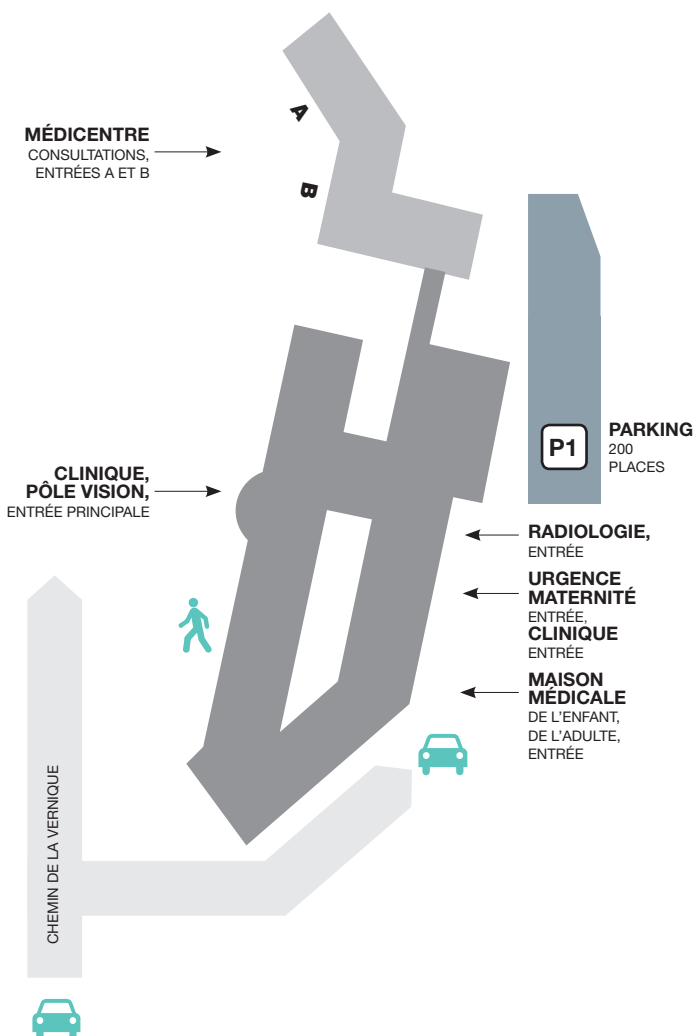 A
MÉDICENTRE
CONSULTATIONS,
ENTRÉES A ET B
B
PARKING
P1
200
PLACES
CLINIQUE,
PÔLE VISION,
ENTRÉE PRINCIPALE
RADIOLOGIE,
ENTRÉE
URGENCE
MATERNITÉ
ENTRÉE,
CLINIQUE
ENTRÉE
MAISON
MÉDICALE
DE L'ENFANT,
DE L'ADULTE,
ENTRÉE
CHEMIN DE LA VERNIQUE